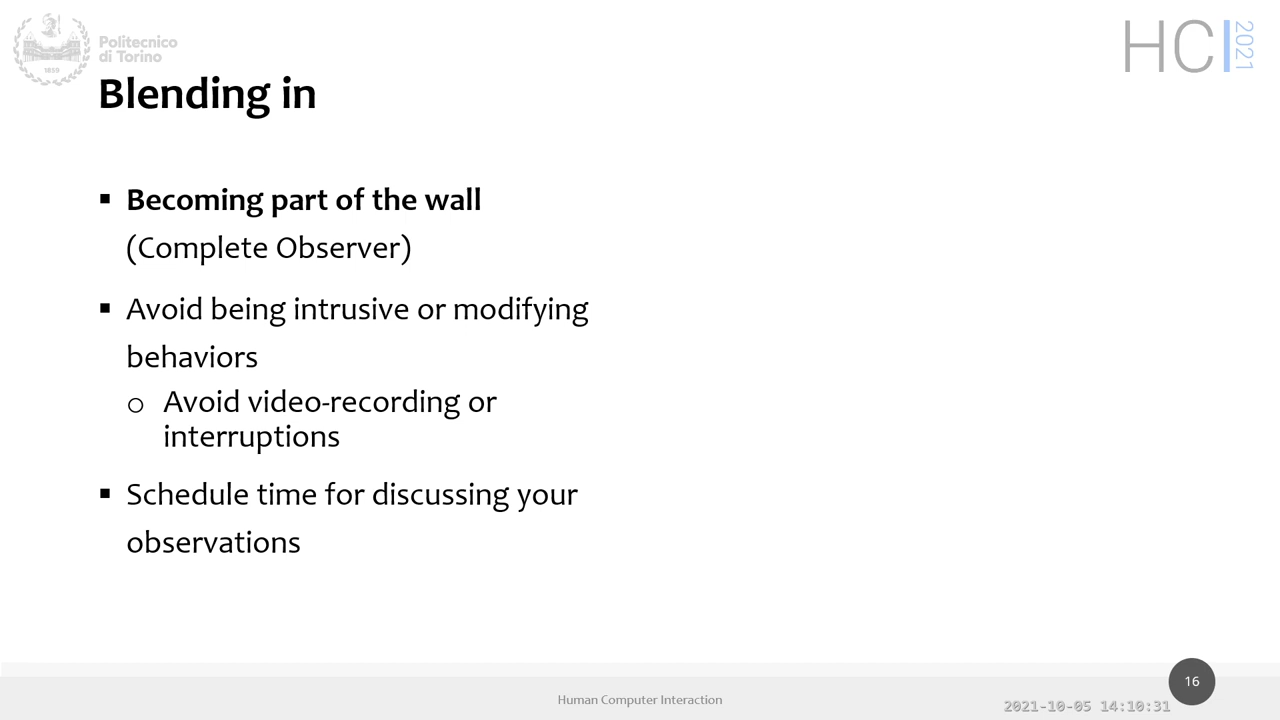 Politecnico
di Torino
1859
HCI
2021
Blending in
▪ Becoming part of the wall
(Complete Observer)
▪ Avoid being intrusive or modifying
behaviors
o Avoid video-recording or
interruptions
▪ Schedule time for discussing your
observations
16
Human Computer Interaction
2021-10-05 14:10:31